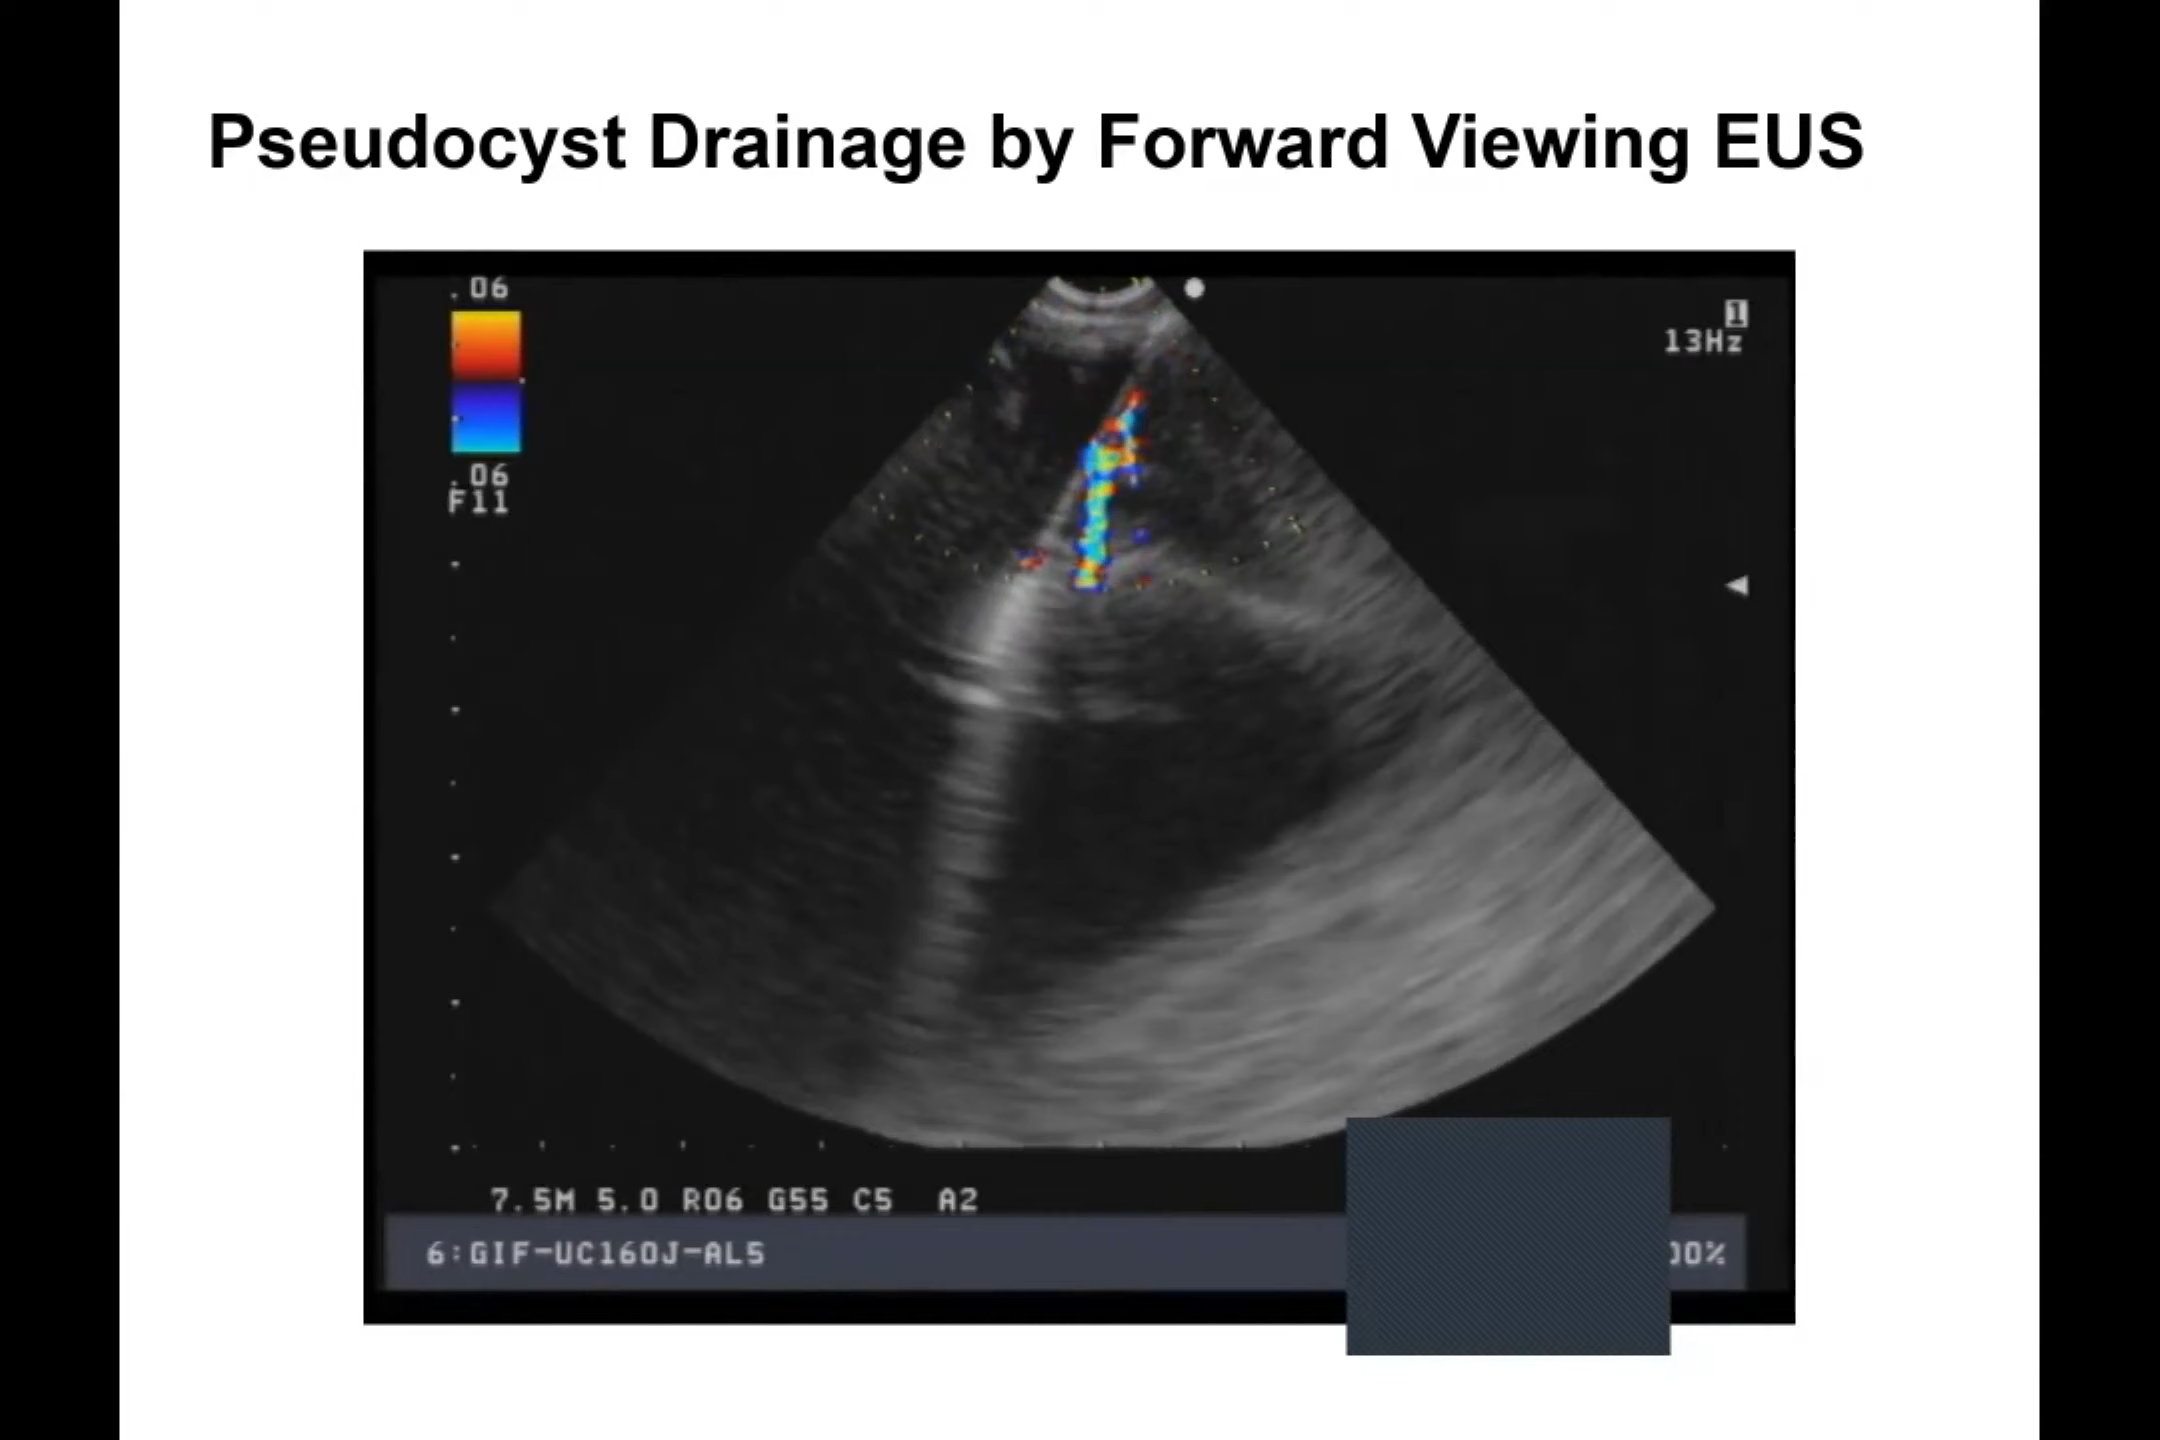 Pseudocyst Drainage by Forward Viewing EUS
.06
1
13Hz
.06
F11
7.5M 5.0 R06 G55 C5 A2
6:GIF-UC160J-AL5
00%